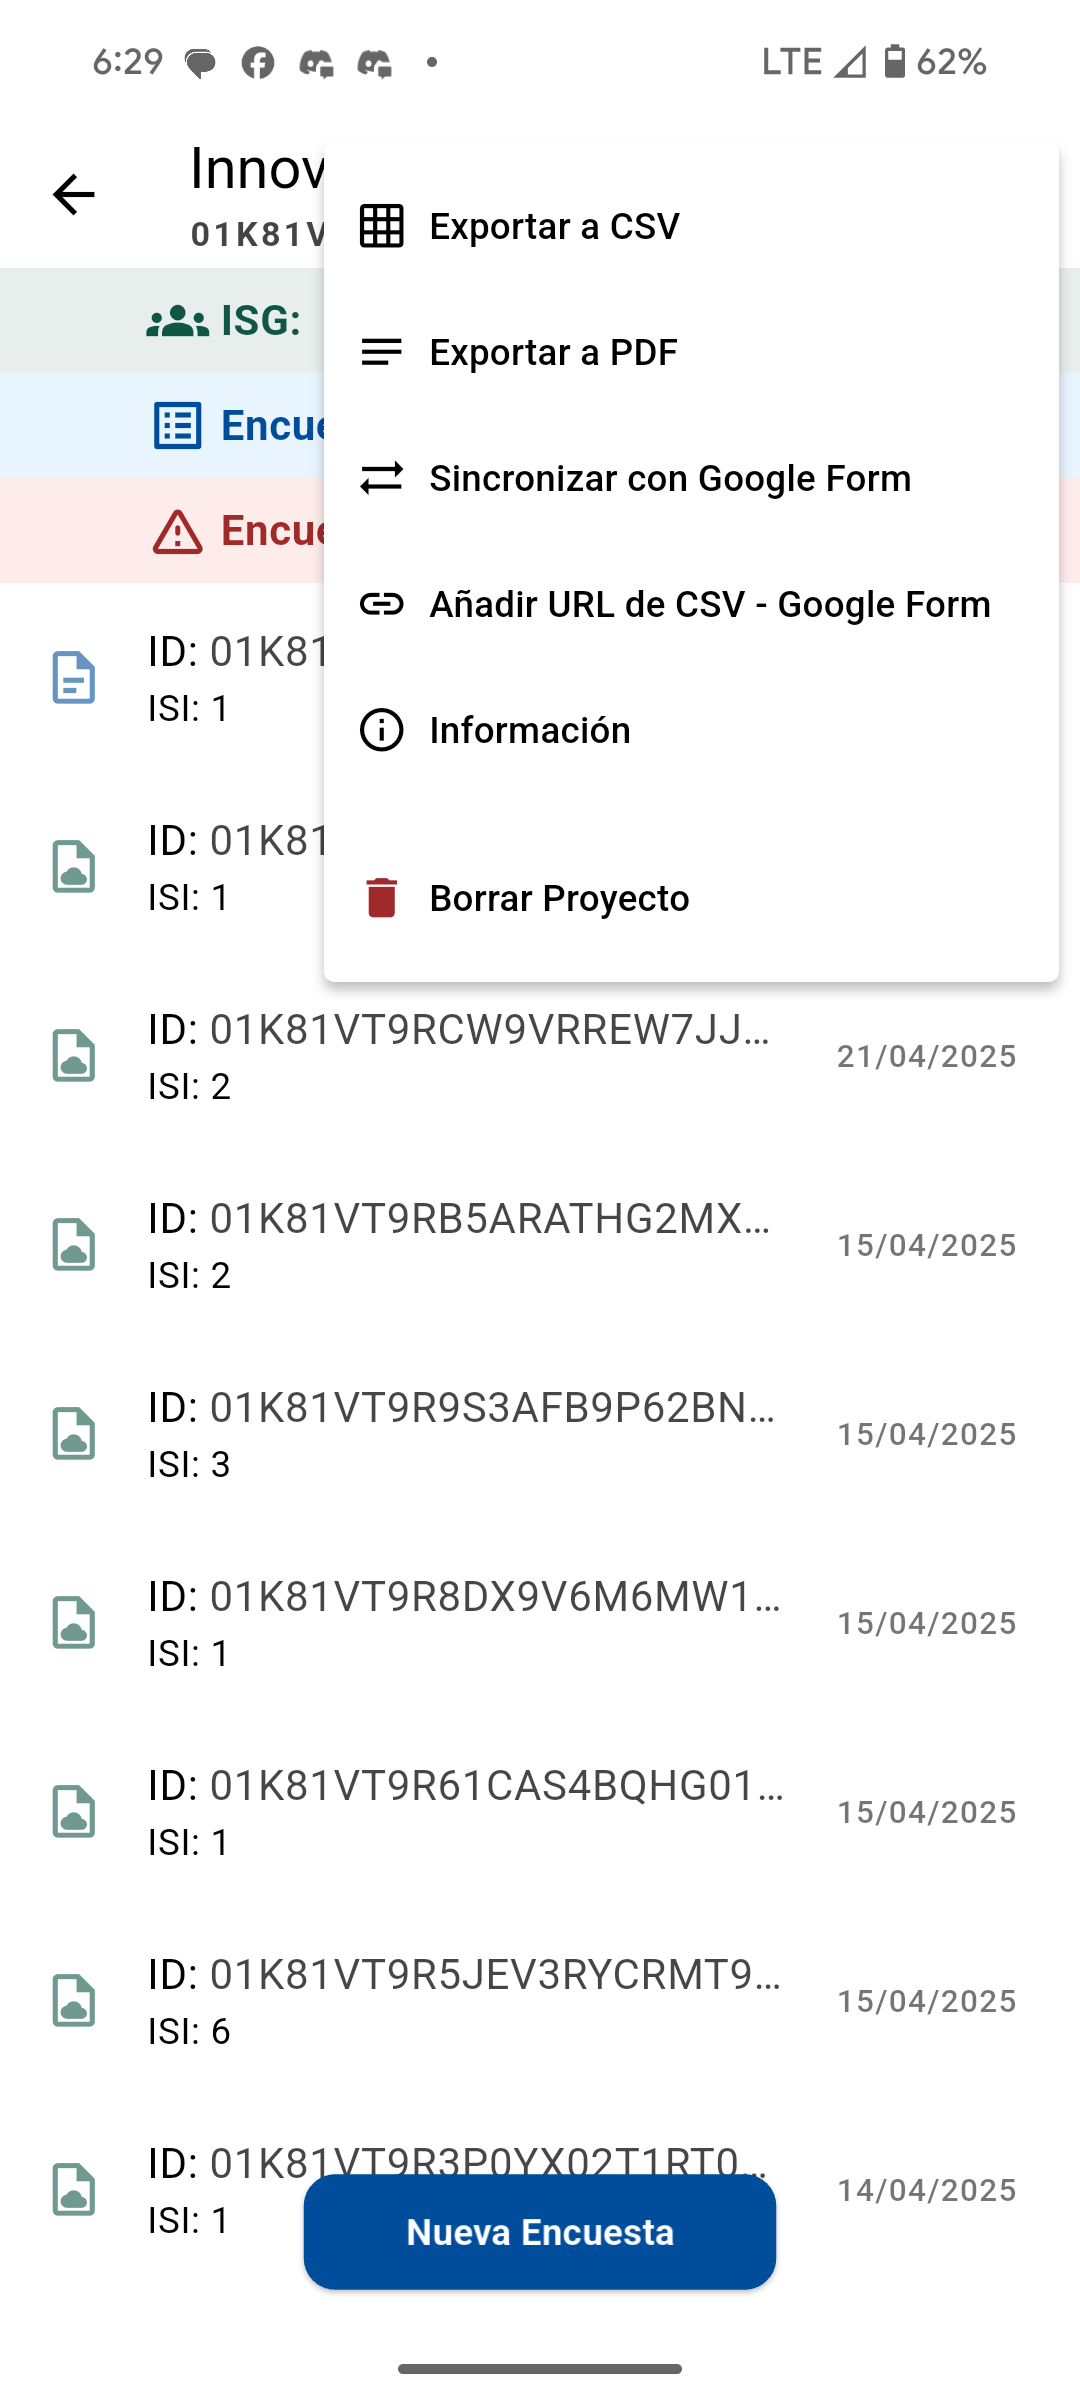 6:29
LTE 62%
Innov
01K81V
Exportar a CSV
ISG:
Exportar a PDF
Encue
Sincronizar con Google Form
Encue
Añadir URL de CSV - Google Form
ID: 01K81
ISI: 1
Información
ID: 01K81
ISI: 1
Borrar Proyecto
ID: 01K81VT9RCW9VRREW7JJ...
21/04/2025
ISI: 2
ID: 01K81VT9RB5ARATHG2MX...
15/04/2025
ISI: 2
ID: 01K81VT9R9S3AFB9P62BN...
15/04/2025
ISI: 3
ID: 01K81VT9R8DX9V6M6MW1...
15/04/2025
ISI: 1
ID: 01K81VT9R61CAS4BQHG01...
15/04/2025
ISI: 1
ID: 01K81VT9R5JEV3RYCRMT9...
15/04/2025
ISI: 6
ID: 01K81VT9R3P0YX02T1RT0...
14/04/2025
ISI: 1
Nueva Encuesta